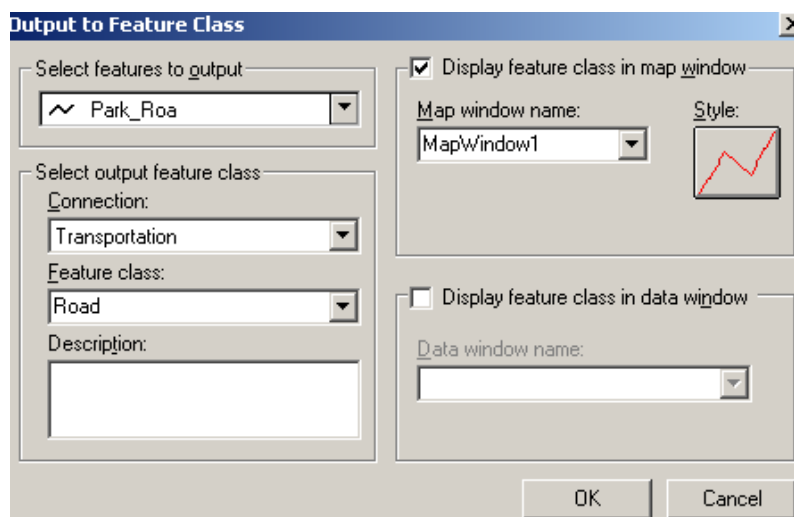 Output to Feature Class
Select features to output
Park_Roa
Select output feature class
Connection:
Transportation
Feature class:
Road
Description:
Display feature class in map window
Map window name:
Style:
MapWindow1
Display feature class in data window
Data window name:
OK
Cancel